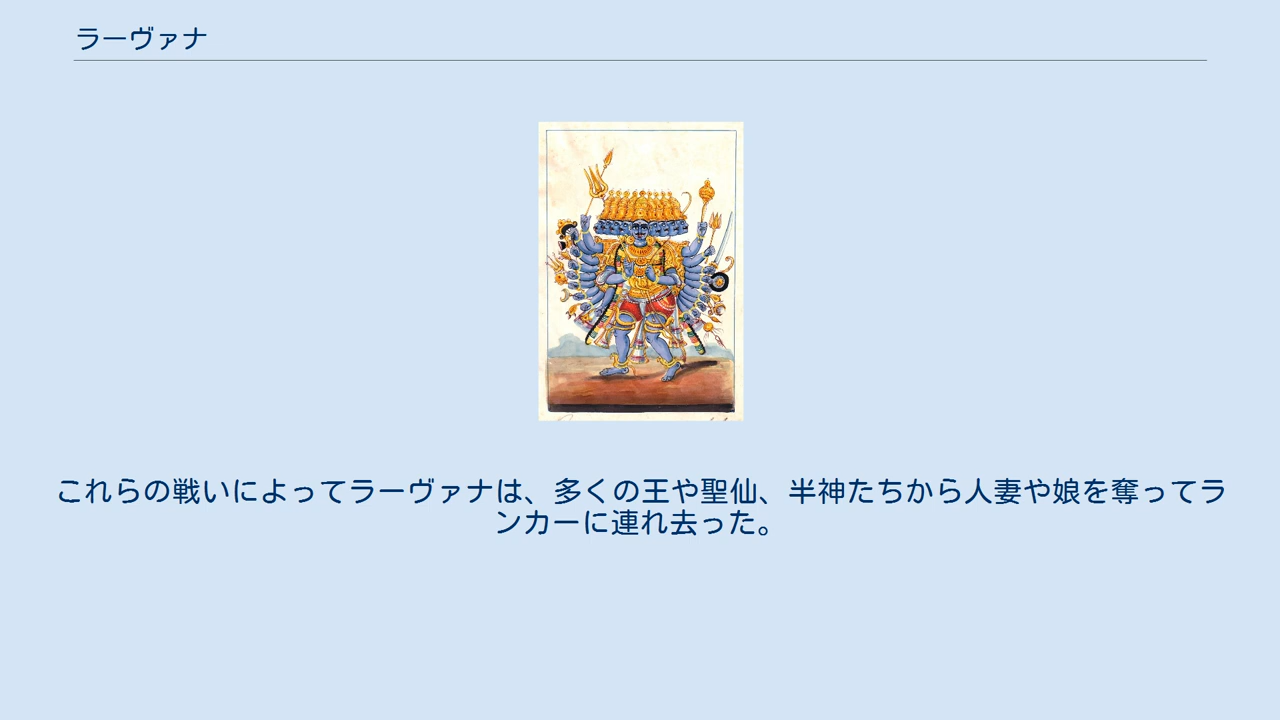 ラーヴァナ
これらの戦いによってラーヴァナは、多くの王や聖仙、半神たちから人妻や娘を奪ってラ
ンカーに連れ去った。